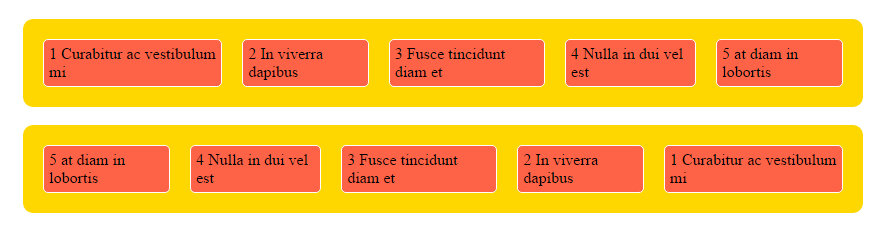 1 Curabitur ac vestibulum
mi
2 In viverra
dapibus
3 Fusce tincidunt
diam et
4 Nulla in dui vel
est
5 at diam in
lobortis
5 at diam in
lobortis
4 Nulla in dui vel
est
3 Fusce tincidunt
diam et
2 In viverra
dapibus
1 Curabitur ac vestibulum
mi